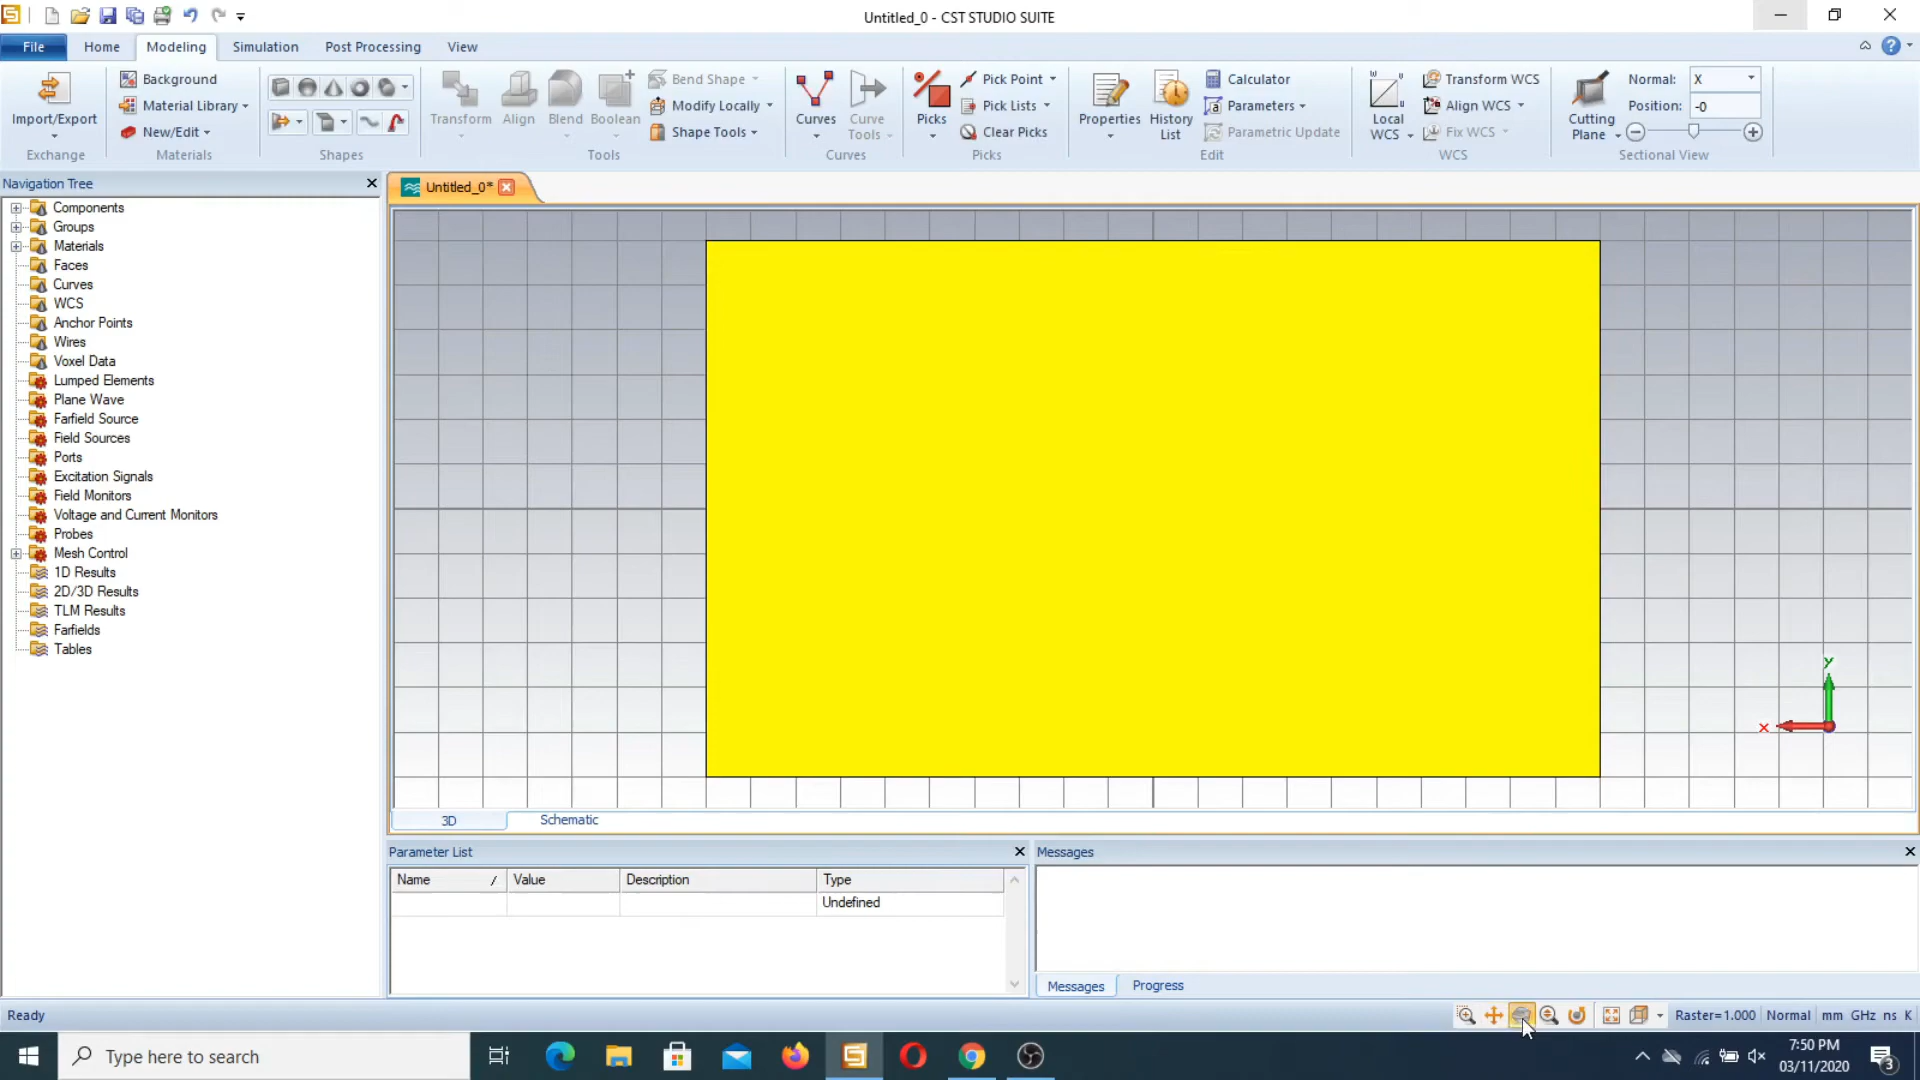 Untitled_0 - CST STUDIO SUITE
File Home Modeling Simulation Post Processing View
Import/Export
Exchange
Background
Material Library
New/Edit
Materials
Shapes
Transform Align Blend Boolean
Bend Shape
Modify Locally
Shape Tools
Tools
Curves Curve Tools
Curves
Picks
Pick Point
Pick Lists
Clear Picks
Picks
Properties History List
Calculator
Parameters
Parametric Update
Edit
Local WCS
Transform WCS
Align WCS
Fix WCS
WCS
Cutting Plane
Normal: X
Position: -0
Sectional View
Navigation Tree
Components
Groups
Materials
Faces
Curves
WCS
Anchor Points
Wires
Voxel Data
Lumped Elements
Plane Wave
Farfield Source
Field Sources
Ports
Excitation Signals
Field Monitors
Voltage and Current Monitors
Probes
Mesh Control
1D Results
2D/3D Results
TLM Results
Farfields
Tables
Untitled_0*
y
x
3D Schematic
Parameter List
Name / Value Description Type
Undefined
Messages
Messages Progress
Ready
Raster=1.000 Normal mm GHz ns K
Type here to search
7:50 PM
03/11/2020
3